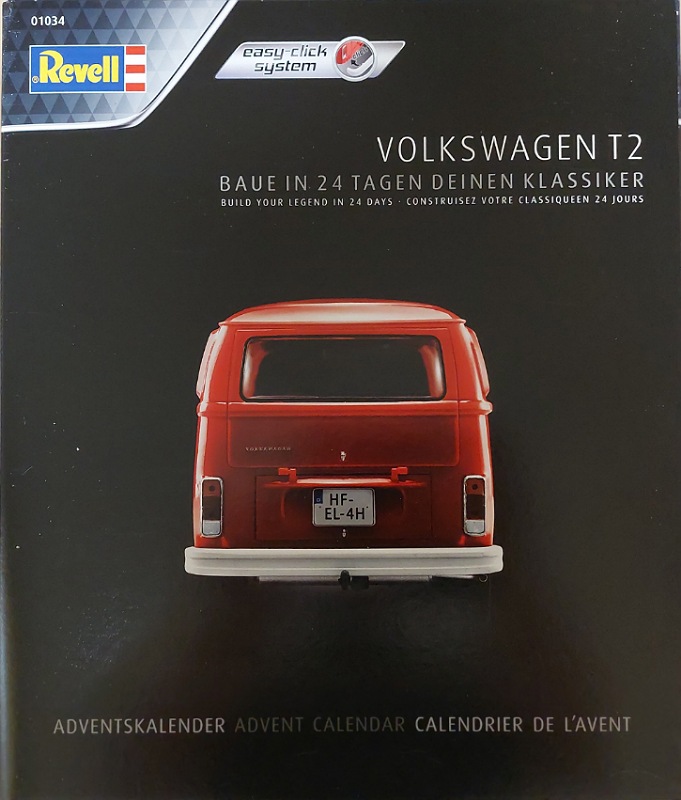 01034
Revell
easy-click
system
VOLKSWAGEN T2
BAUE IN 24 TAGEN DEINEN KLASSIKER
BUILD YOUR LEGEND IN 24 DAYS · CONSTRUISEZ VOTRE CLASSIQUEEN 24 JOURS
VOLKSWAGEN
HF-
EL-4H
ADVENTSKALENDER ADVENT CALENDAR CALENDRIER DE L'AVENT